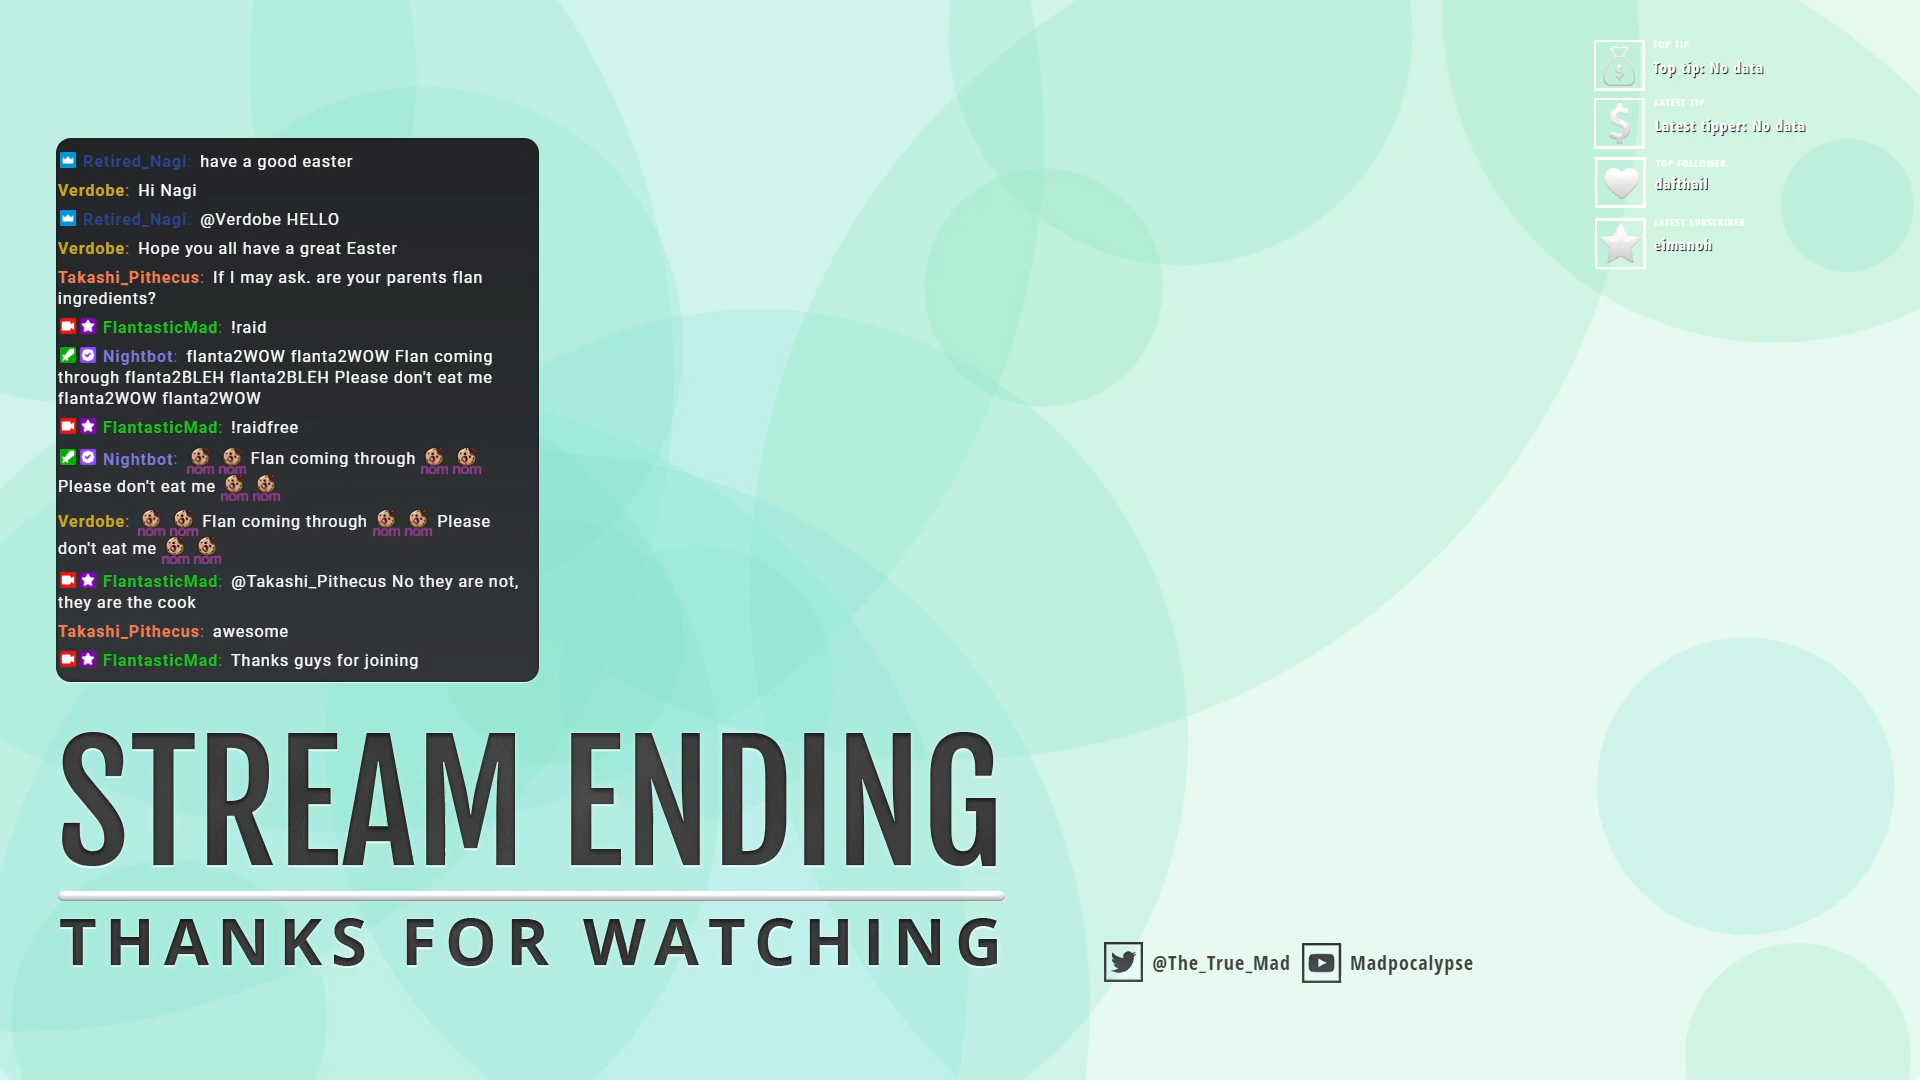 Retired_Nagi: have a good easter
Verdobe: Hi Nagi
Retired_Nagi: @Verdobe HELLO
Verdobe: Hope you all have a great Easter
Takashi_Pithecus: If I may ask. are your parents flan
ingredients?
FlantasticMad: !raid
Nightbot: flanta2WOW flanta2WOW Flan coming
through flanta2BLEH flanta2BLEH Please don't eat me
flanta2WOW flanta2WOW
FlantasticMad: !raidfree
Nightbot: nom nom Flan coming through nom nom
Please don't eat me nom nom
Verdobe: nom nom Flan coming through nom nom Please
don't eat me nom nom
FlantasticMad: @Takashi_Pithecus No they are not,
they are the cook
Takashi_Pithecus: awesome
FlantasticMad: Thanks guys for joining
TOP TIP
Top tip: No data
LATEST TIP
Latest tipper: No data
TOP FOLLOWER
dafthail
LATEST SUBSCRIBER
eimanoh
STREAM ENDING
THANKS FOR WATCHING
@The_True_Mad Madpocalypse